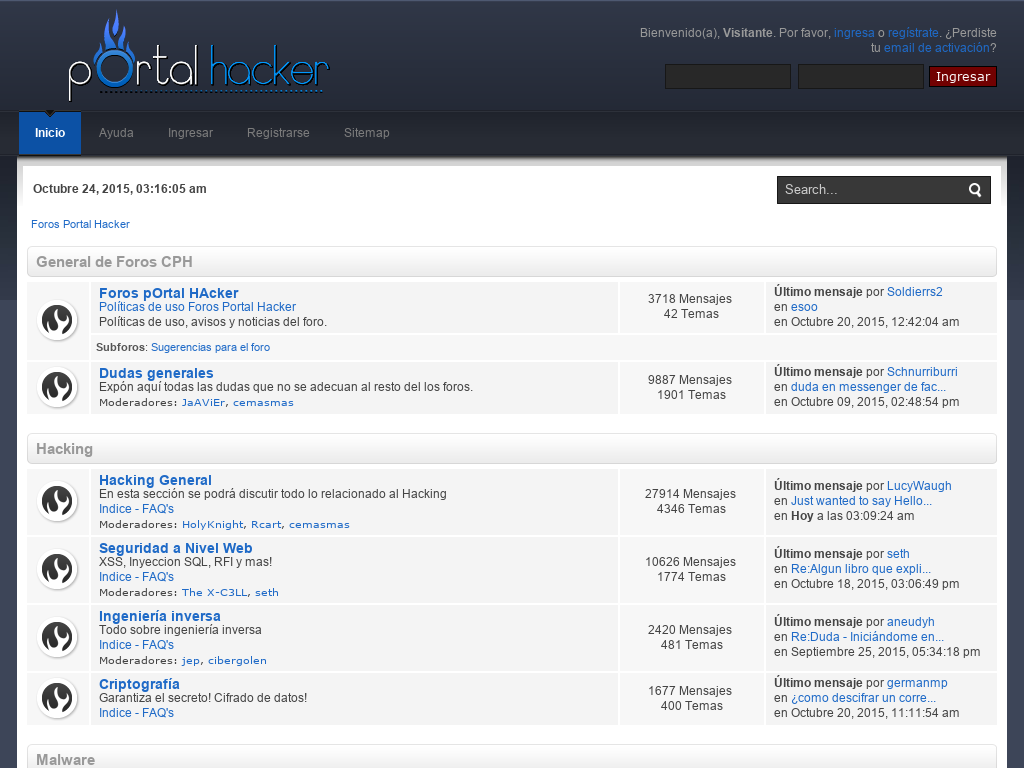 pOrtal hacker
Bienvenido(a), Visitante. Por favor, ingresa o regístrate. ¿Perdiste
tu email de activación?
Ingresar
Inicio
Ayuda
Ingresar
Registrarse
Sitemap
Octubre 24, 2015, 03:16:05 am
Search...
Foros Portal Hacker
General de Foros CPH
Foros pOrtal HAcker
Políticas de uso Foros Portal Hacker
Políticas de uso, avisos y noticias del foro.
3718 Mensajes
42 Temas
Último mensaje por Soldierrs2
en esoo
en Octubre 20, 2015, 12:42:04 am
Subforos: Sugerencias para el foro
Dudas generales
Expón aquí todas las dudas que no se adecuan al resto del los foros.
Moderadores: JaAViEr, cemasmas
9887 Mensajes
1901 Temas
Último mensaje por Schnurriburri
en duda en messenger de fac...
en Octubre 09, 2015, 02:48:54 pm
Hacking
Hacking General
En esta sección se podrá discutir todo lo relacionado al Hacking
Indice - FAQ's
Moderadores: HolyKnight, Rcart, cemasmas
27914 Mensajes
4346 Temas
Último mensaje por LucyWaugh
en Just wanted to say Hello...
en Hoy a las 03:09:24 am
Seguridad a Nivel Web
XSS, Inyeccion SQL, RFI y mas!
Indice - FAQ's
Moderadores: The X-C3LL, seth
10626 Mensajes
1774 Temas
Último mensaje por seth
en Re:Algun libro que expli...
en Octubre 18, 2015, 03:06:49 pm
Ingeniería inversa
Todo sobre ingeniería inversa
Indice - FAQ's
Moderadores: jep, cibergolen
2420 Mensajes
481 Temas
Último mensaje por aneudyh
en Re:Duda - Iniciándome en...
en Septiembre 25, 2015, 05:34:18 pm
Criptografía
Garantiza el secreto! Cifrado de datos!
Indice - FAQ's
1677 Mensajes
400 Temas
Último mensaje por germanmp
en ¿como descifrar un corre...
en Octubre 20, 2015, 11:11:54 am
Malware